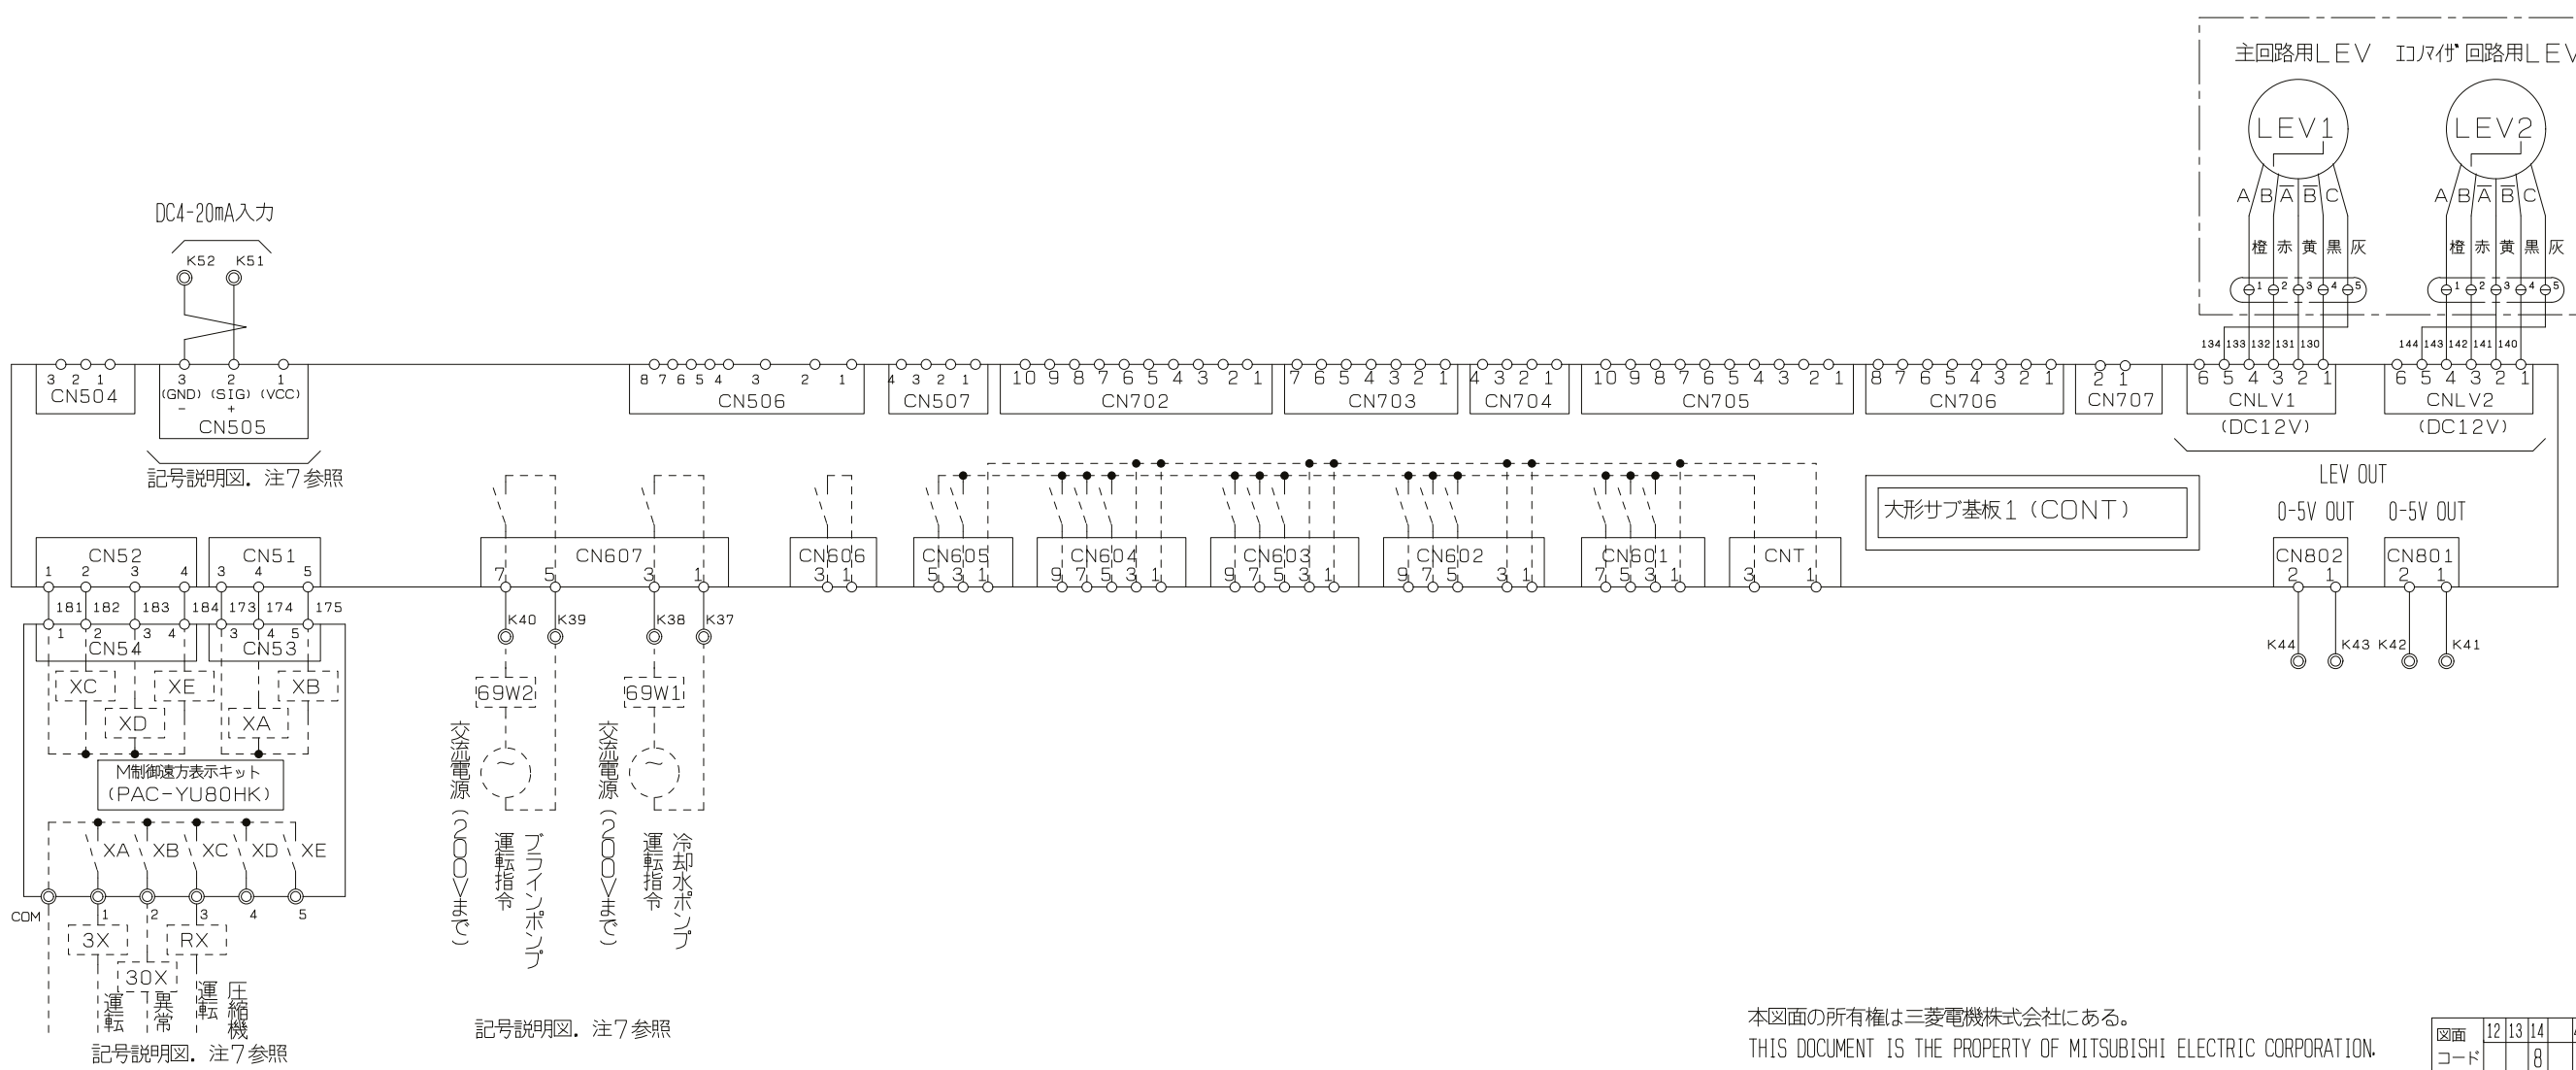 主回路用LEV ｴｺﾉﾏｲｻﾞ回路用LEV
LEV1 LEV2
A B A̅ B̅ C A B A̅ B̅ C
橙 赤 黄 黒 灰 橙 赤 黄 黒 灰
1 2 3 4 5 1 2 3 4 5
DC4-20mA入力
K52 K51
134 133 132 131 130 144 143 142 141 140
3 2 1
CN504
3 2 1
(GND) (SIG) (VCC)
- +
CN505
8 7 6 5 4 3 2 1
CN506
4 3 2 1
CN507
10 9 8 7 6 5 4 3 2 1
CN702
7 6 5 4 3 2 1
CN703
4 3 2 1
CN704
10 9 8 7 6 5 4 3 2 1
CN705
8 7 6 5 4 3 2 1
CN706
2 1
CN707
6 5 4 3 2 1
CNLV1
(DC12V)
6 5 4 3 2 1
CNLV2
(DC12V)
記号説明図．注7参照
LEV OUT
大形サブ基板1(CONT)
0-5V OUT 0-5V OUT
CN52
1 2 3 4
CN51
3 4 5
CN607
7 5 3 1
CN606
3 1
CN605
5 3 1
CN604
9 7 5 3 1
CN603
9 7 5 3 1
CN602
9 7 5 3 1
CN601
7 5 3 1
CNT
3 1
CN802
2 1
CN801
2 1
181 182 183 184 173 174 175
1 2 3 4 3 4 5
CN54 CN53
K40 K39 K38 K37
K44 K43 K42 K41
XC XE XB
XD XA
69W2 69W1
M制御遠方表示キット
(PAC-YU80HK)
XA XB XC XD XE
COM 1 2 3 4 5
3X RX
30X
運転
異常
圧縮機
運転
記号説明図．注7参照
交流電源(200Vまで)
ブラインポンプ
運転指令
交流電源(200Vまで)
冷却水ポンプ
運転指令
記号説明図．注7参照
本図面の所有権は三菱電機株式会社にある。
THIS DOCUMENT IS THE PROPERTY OF MITSUBISHI ELECTRIC CORPORATION.
図面 12 13 14
コード 8